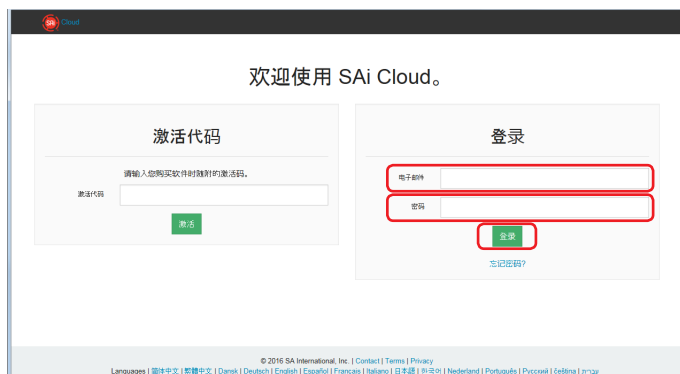 SAi Cloud
欢迎使用 SAi Cloud。
激活代码
请输入您购买软件时随附的激活码。
激活代码
激活
登录
电子邮件
密码
登录
忘记密码?
© 2016 SA International, Inc. | Contact | Terms | Privacy
Languages | 简体中文 | 繁體中文 | Dansk | Deutsch | English | Español | Français | Italiano | 日本語 | 한국어 | Nederland | Português | Русский | čeština | עברית